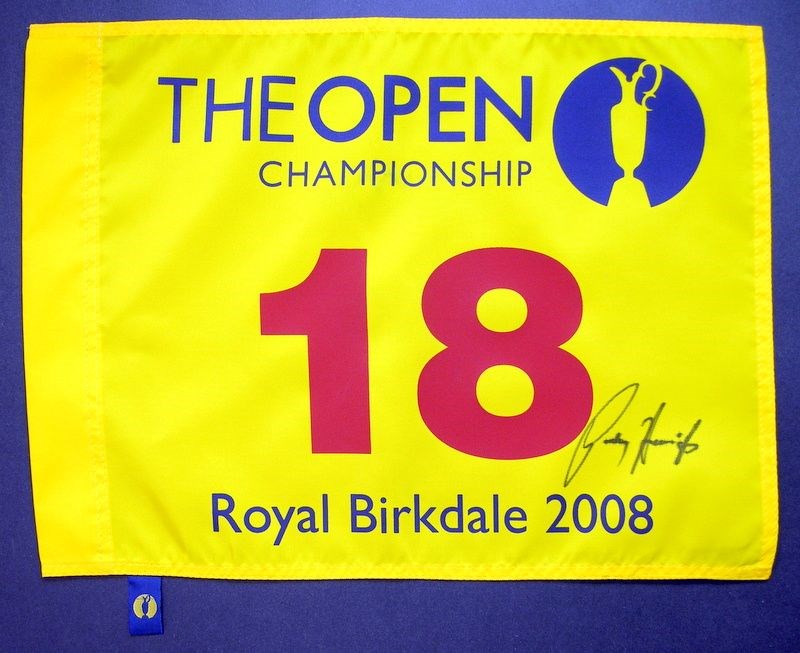 THE OPEN
CHAMPIONSHIP
18
Royal Birkdale 2008